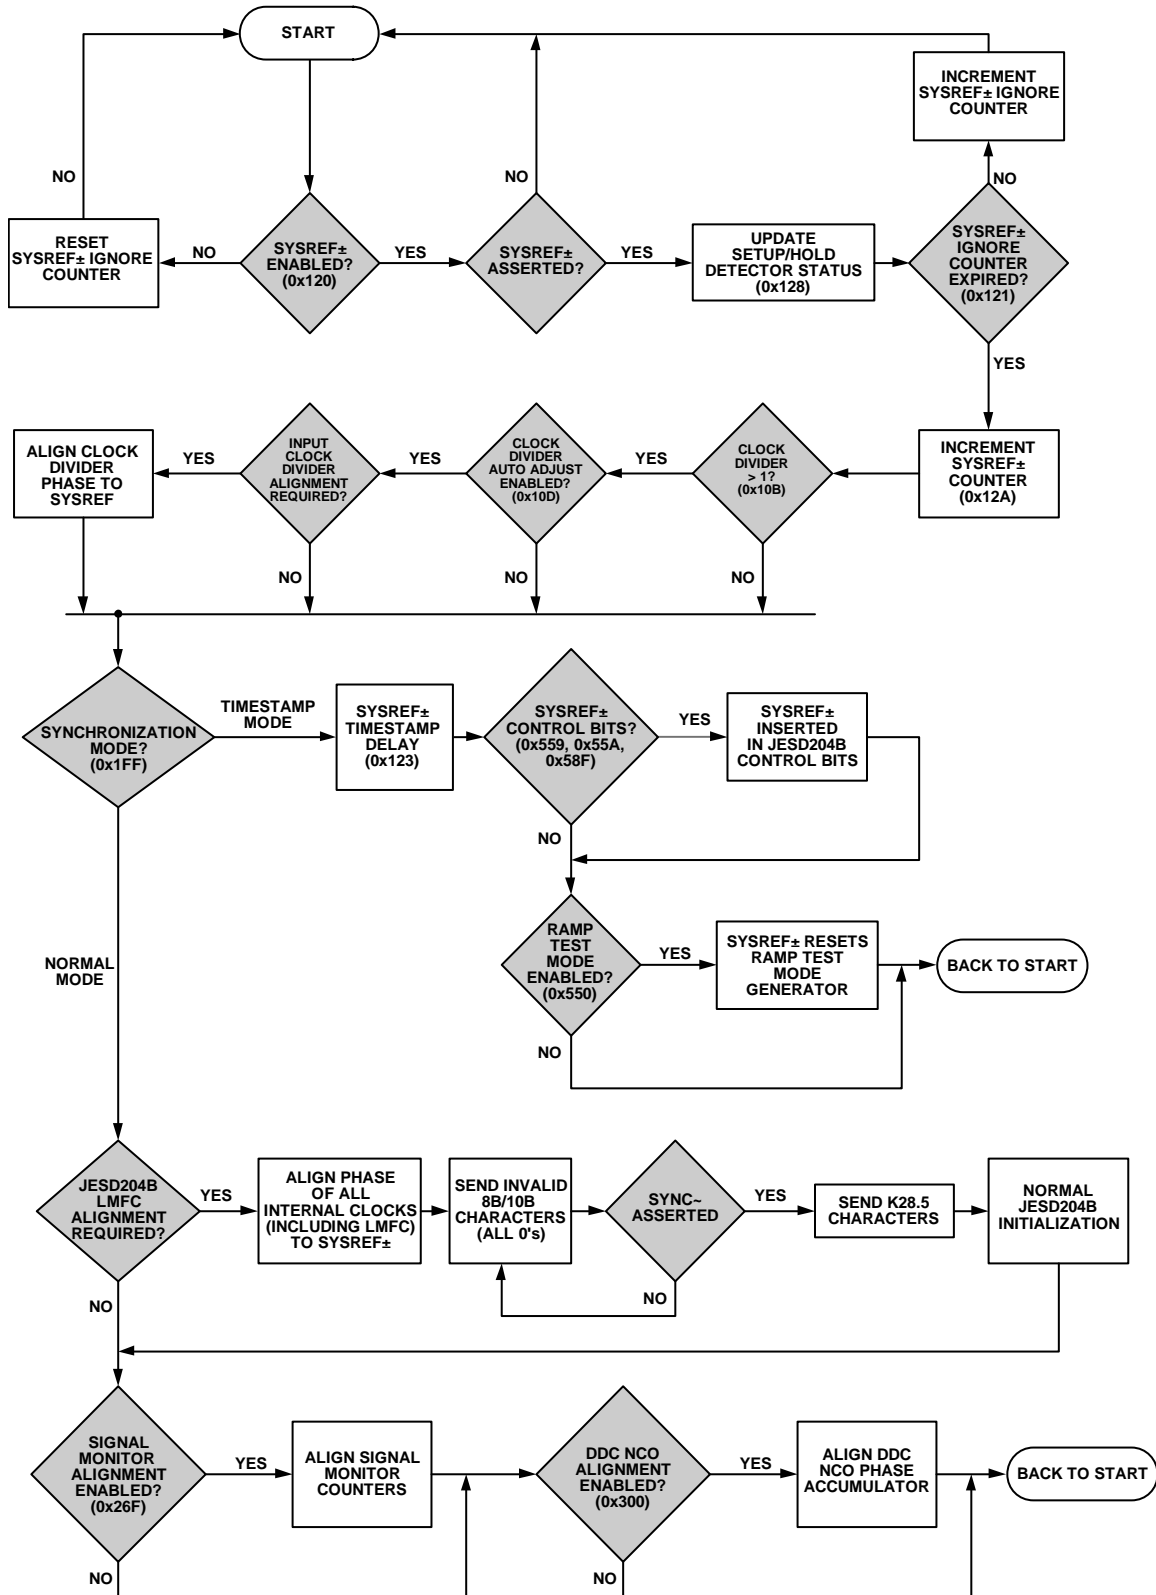 START
INCREMENT
SYSREF± IGNORE
COUNTER
NO
NO
NO
RESET
SYSREF± IGNORE
COUNTER
NO
SYSREF±
ENABLED?
(0x120)
YES
SYSREF±
ASSERTED?
YES
UPDATE
SETUP/HOLD
DETECTOR STATUS
(0x128)
SYSREF±
IGNORE
COUNTER
EXPIRED?
(0x121)
YES
ALIGN CLOCK
DIVIDER
PHASE TO
SYSREF
YES
INPUT
CLOCK
DIVIDER
ALIGNMENT
REQUIRED?
YES
CLOCK
DIVIDER
AUTO ADJUST
ENABLED?
(0x10D)
YES
CLOCK
DIVIDER
> 1?
(0x10B)
INCREMENT
SYSREF±
COUNTER
(0x12A)
NO
NO
NO
SYNCHRONIZATION
MODE?
(0x1FF)
TIMESTAMP
MODE
SYSREF±
TIMESTAMP
DELAY
(0x123)
SYSREF±
CONTROL BITS?
(0x559, 0x55A,
0x58F)
YES
SYSREF±
INSERTED
IN JESD204B
CONTROL BITS
NO
RAMP
TEST
MODE
ENABLED?
(0x550)
YES
SYSREF± RESETS
RAMP TEST
MODE
GENERATOR
BACK TO START
NO
NORMAL
MODE
JESD204B
LMFC
ALIGNMENT
REQUIRED?
YES
ALIGN PHASE
OF ALL
INTERNAL CLOCKS
(INCLUDING LMFC)
TO SYSREF±
SEND INVALID
8B/10B
CHARACTERS
(ALL 0's)
SYNC~
ASSERTED
YES
SEND K28.5
CHARACTERS
NORMAL
JESD204B
INITIALIZATION
NO
NO
SIGNAL
MONITOR
ALIGNMENT
ENABLED?
(0x26F)
YES
ALIGN SIGNAL
MONITOR
COUNTERS
DDC NCO
ALIGNMENT
ENABLED?
(0x300)
YES
ALIGN DDC
NCO PHASE
ACCUMULATOR
BACK TO START
NO
NO